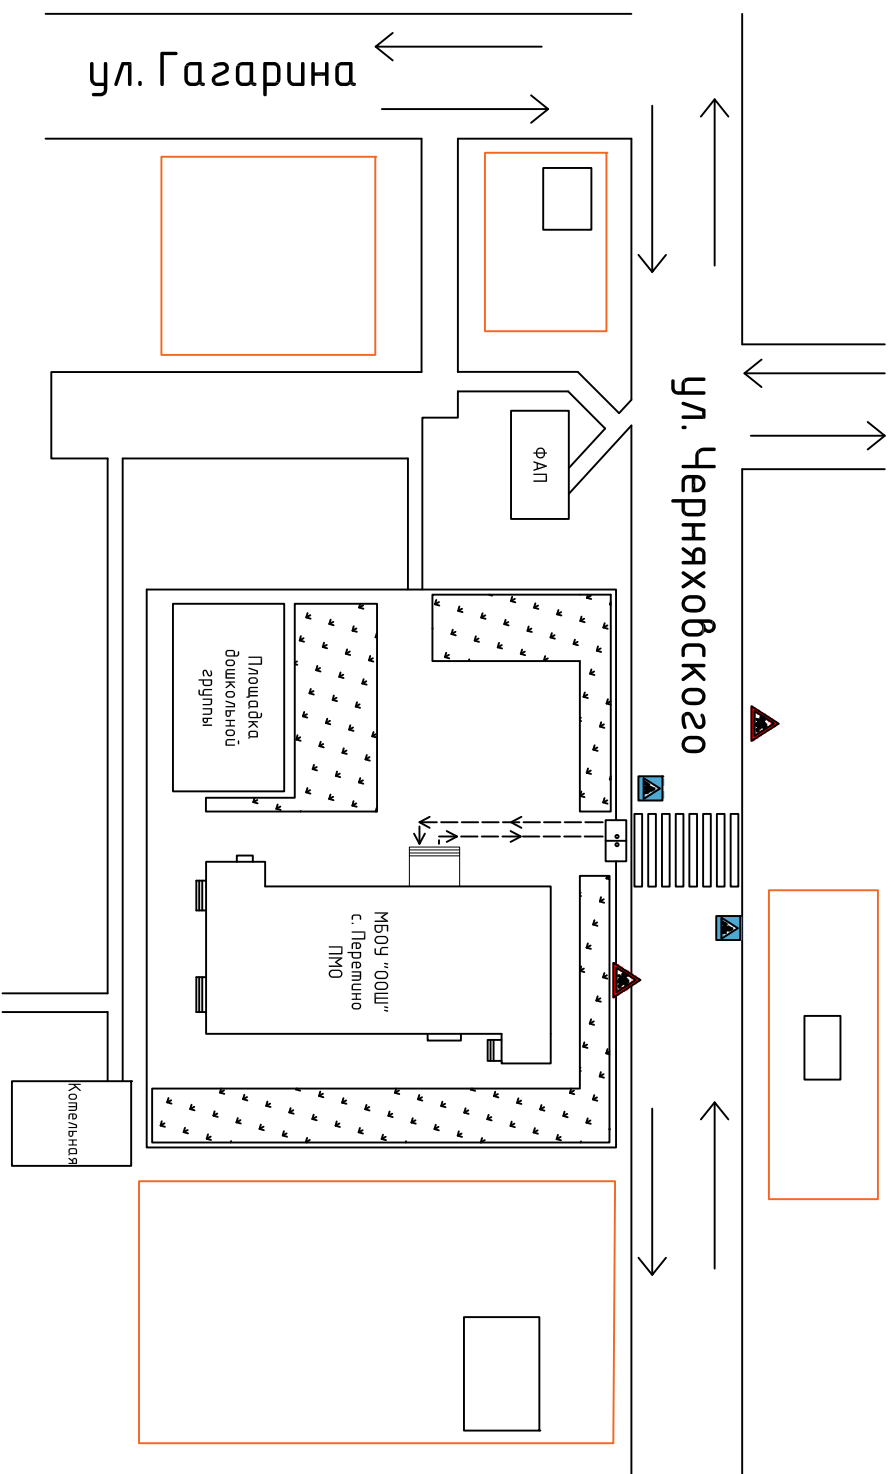 ул. Гагарина
ул. Черняховского
ФАП
Площадка
дошкольной
группы
МБОУ "ООШ"
с. Перетино
ПМО
Котельная